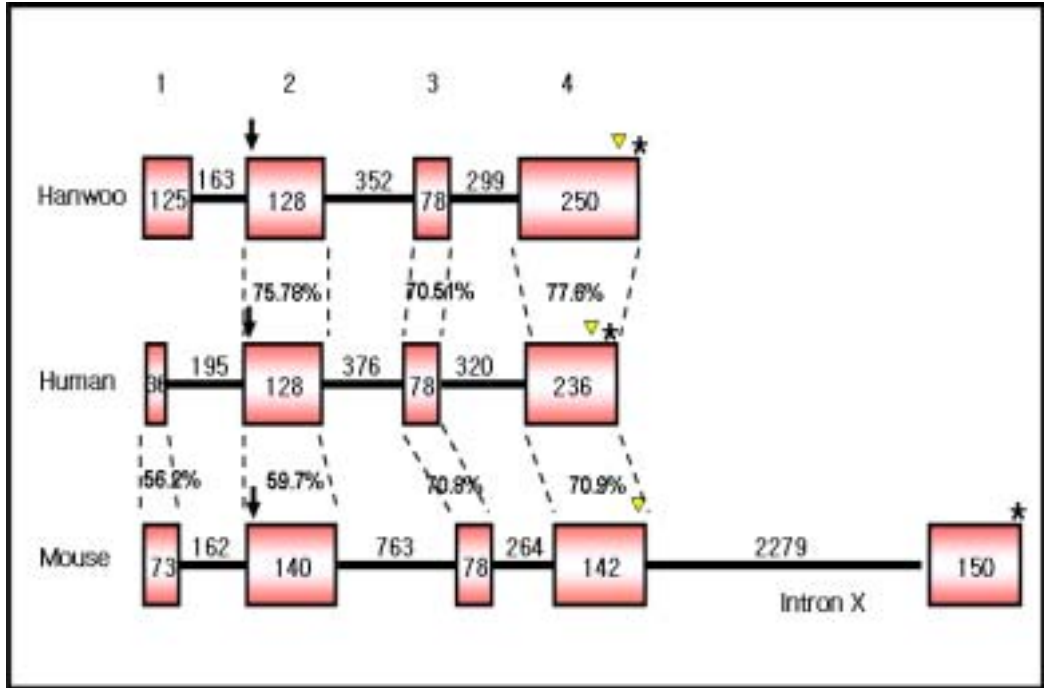 1 2 3 4
163 352 299
Hanwoo 125 128 78 250
75.78% 70.51% 77.6%
195 376 320
Human 36 128 78 236
56.2% 59.7% 70.8% 70.9%
162 763 264 2279
Mouse 73 140 78 142 150
Intron X